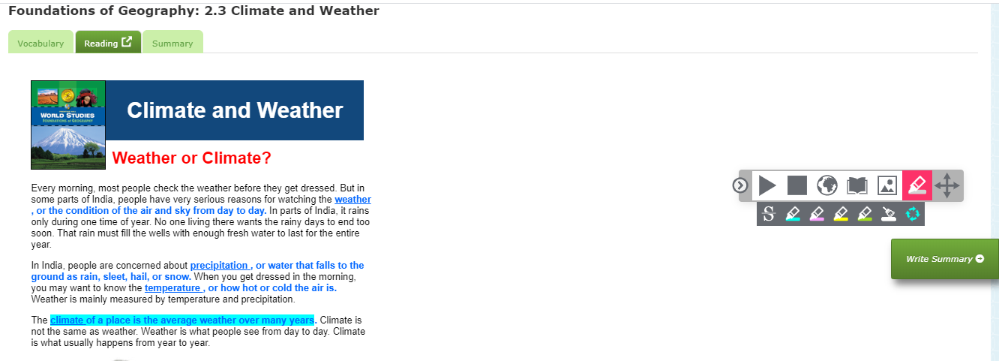 Foundations of Geography: 2.3 Climate and Weather
Vocabulary
Reading
Summary
WORLD STUDIES
FOUNDATIONS of GEOGRAPHY
Climate and Weather
Weather or Climate?
Every morning, most people check the weather before they get dressed. But in
some parts of India, people have very serious reasons for watching the weather
, or the condition of the air and sky from day to day. In parts of India, it rains
only during one time of year. No one living there wants the rainy days to end too
soon. That rain must fill the wells with enough fresh water to last for the entire
year.
In India, people are concerned about precipitation , or water that falls to the
ground as rain, sleet, hail, or snow. When you get dressed in the morning,
you may want to know the temperature , or how hot or cold the air is.
Weather is mainly measured by temperature and precipitation.
The climate of a place is the average weather over many years. Climate is
not the same as weather. Weather is what people see from day to day. Climate
is what usually happens from year to year.
S
Write Summary